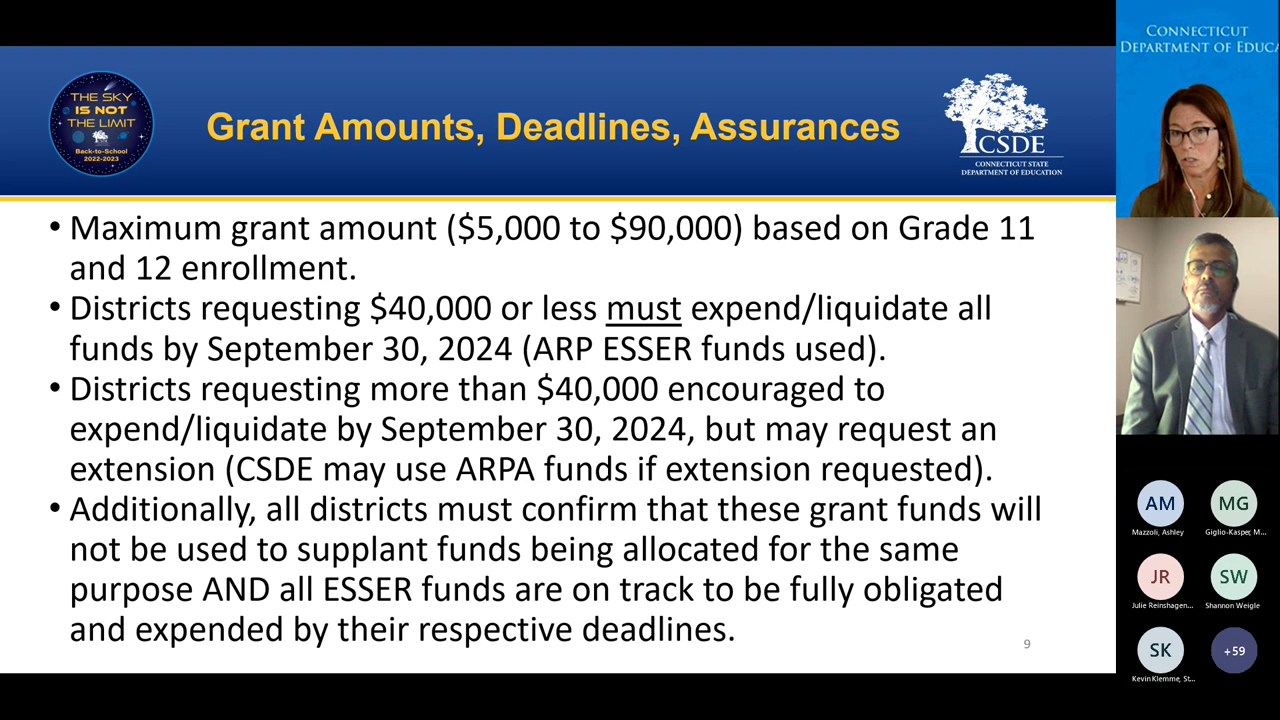 THE SKY
IS NOT
THE LIMIT
Back-to-School
2022-2023
Grant Amounts, Deadlines, Assurances
CSDE
CONNECTICUT STATE
DEPARTMENT OF EDUCATION
• Maximum grant amount ($5,000 to $90,000) based on Grade 11
and 12 enrollment.
• Districts requesting $40,000 or less must expend/liquidate all
funds by September 30, 2024 (ARP ESSER funds used).
• Districts requesting more than $40,000 encouraged to
expend/liquidate by September 30, 2024, but may request an
extension (CSDE may use ARPA funds if extension requested).
• Additionally, all districts must confirm that these grant funds will
not be used to supplant funds being allocated for the same
purpose AND all ESSER funds are on track to be fully obligated
and expended by their respective deadlines.
9
CONNECTICUT
DEPARTMENT OF EDUCA
AM
Mazzoli, Ashley
MG
Giglio-Kasper, M...
JR
Julie Reinshagen...
SW
Shannon Weigle
SK
Kevin Klemme, St...
+59